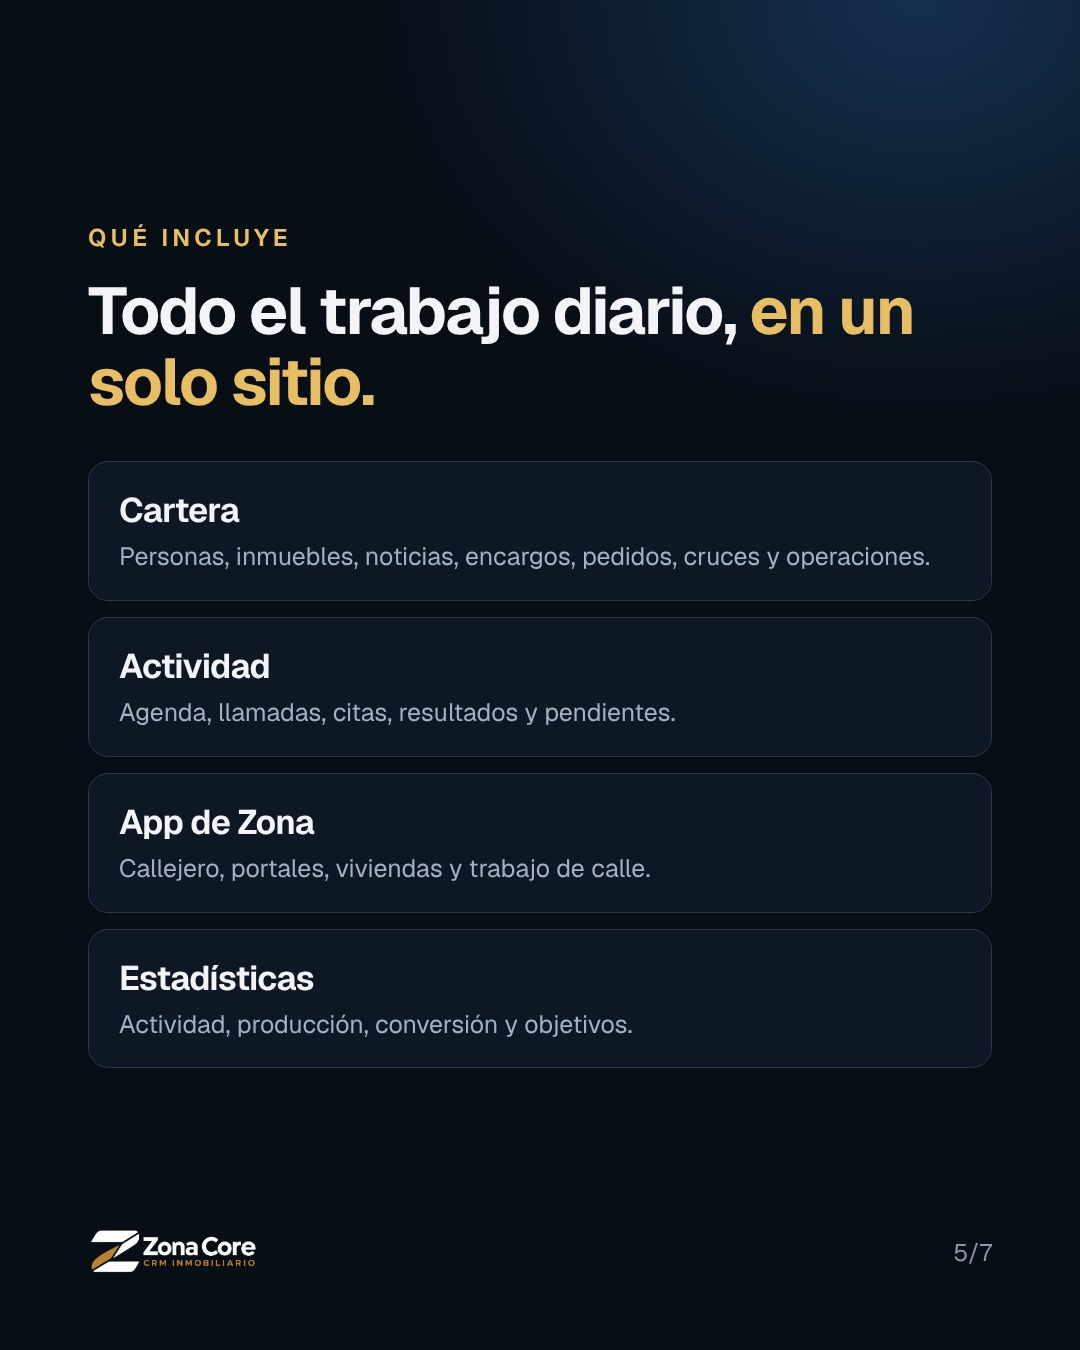 QUÉ INCLUYE
Todo el trabajo diario, en un
solo sitio.
Cartera
Personas, inmuebles, noticias, encargos, pedidos, cruces y operaciones.
Actividad
Agenda, llamadas, citas, resultados y pendientes.
App de Zona
Callejero, portales, viviendas y trabajo de calle.
Estadísticas
Actividad, producción, conversión y objetivos.
Zona Core
CRM INMOBILIARIO
5/7